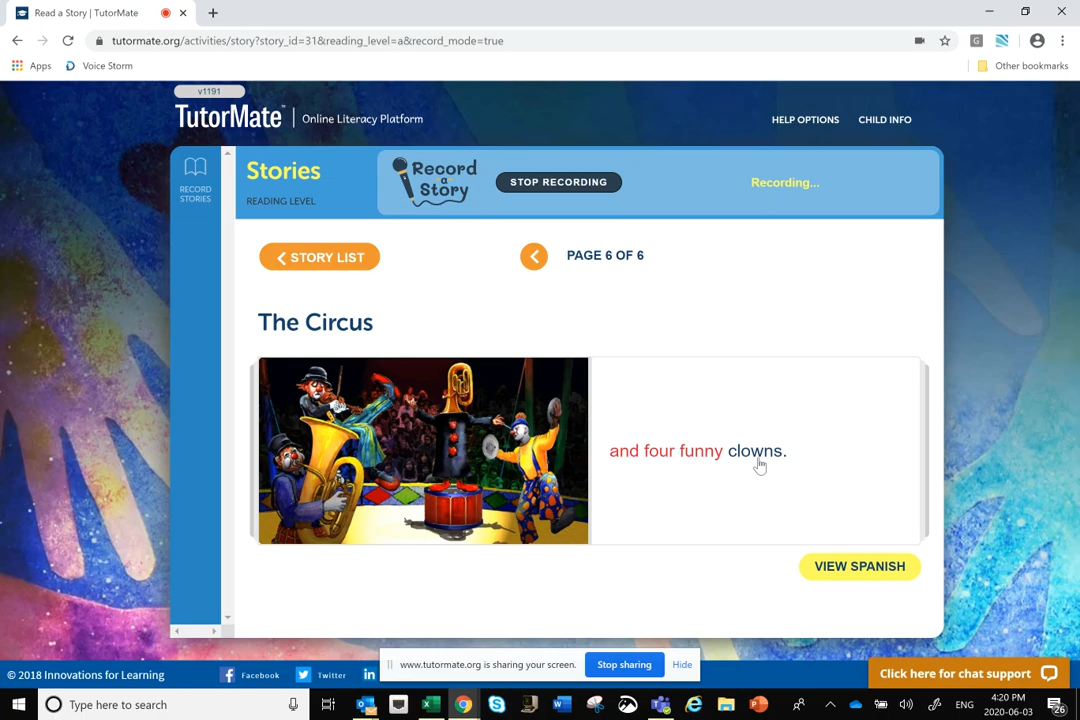 Read a Story | TutorMate
tutormate.org/activities/story?story_id=31&reading_level=a&record_mode=true
Apps Voice Storm Other bookmarks
v1191
TutorMate™ | Online Literacy Platform
HELP OPTIONS CHILD INFO
RECORD
STORIES
Stories
READING LEVEL
Record
a
Story
STOP RECORDING
Recording...
STORY LIST
PAGE 6 OF 6
The Circus
and four funny clowns.
VIEW SPANISH
www.tutormate.org is sharing your screen. Stop sharing Hide
© 2018 Innovations for Learning Facebook Twitter in
Click here for chat support
Type here to search
ENG
4:20 PM
2020-06-03
26